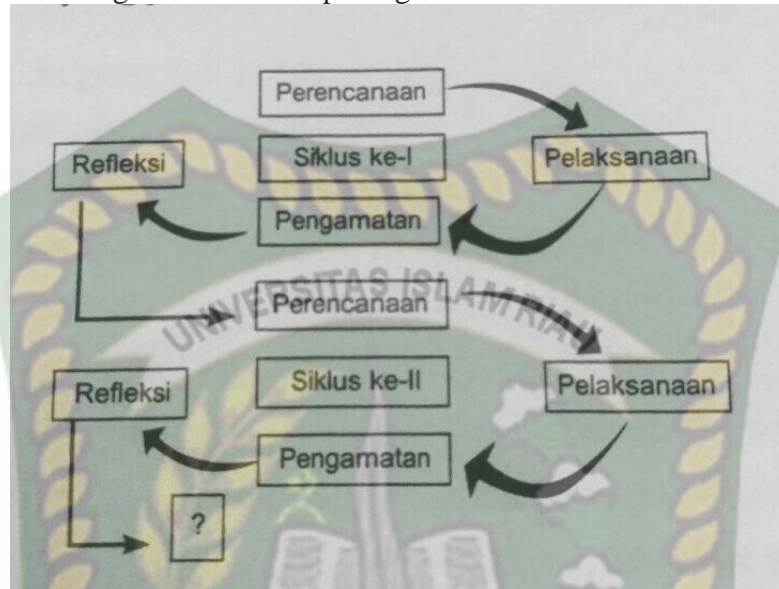 Perencanaan
Siklus ke-I
Refleksi
Pelaksanaan
Pengamatan
UNIVERSITAS ISLAM RIAU
Perencanaan
Siklus ke-II
Refleksi
Pelaksanaan
Pengamatan
?